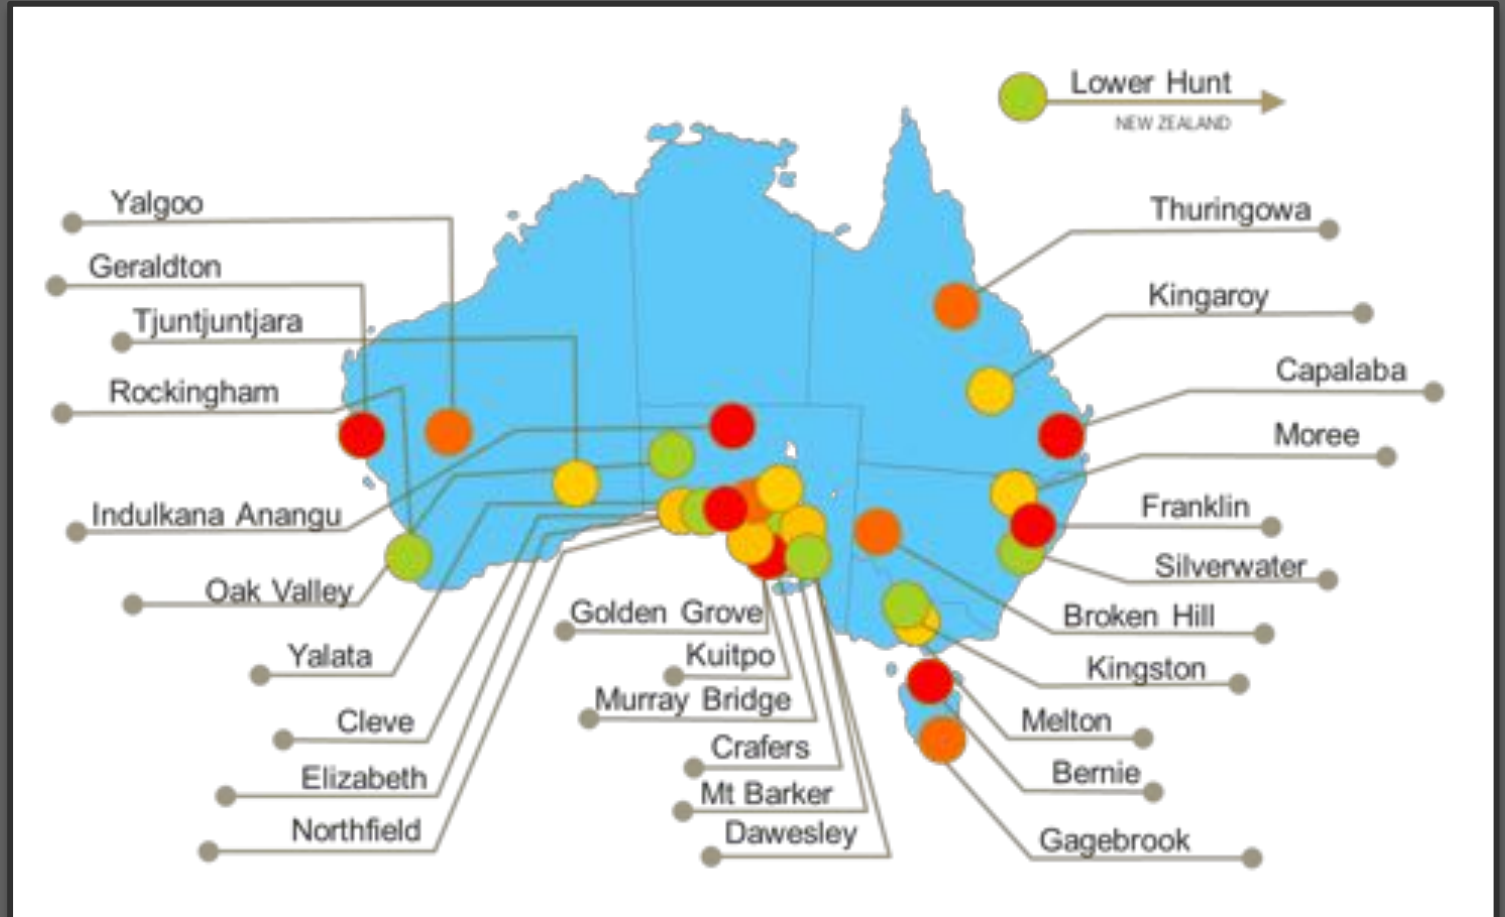 Lower Hunt
NEW ZEALAND
Yalgoo
Geraldton
Tjuntjuntjara
Rockingham
Indulkana Anangu
Oak Valley
Yalata
Cleve
Elizabeth
Northfield
Golden Grove
Kuitpo
Murray Bridge
Crafers
Mt Barker
Dawesley
Thuringowa
Kingaroy
Capalaba
Moree
Franklin
Silverwater
Broken Hill
Kingston
Melton
Bernie
Gagebrook